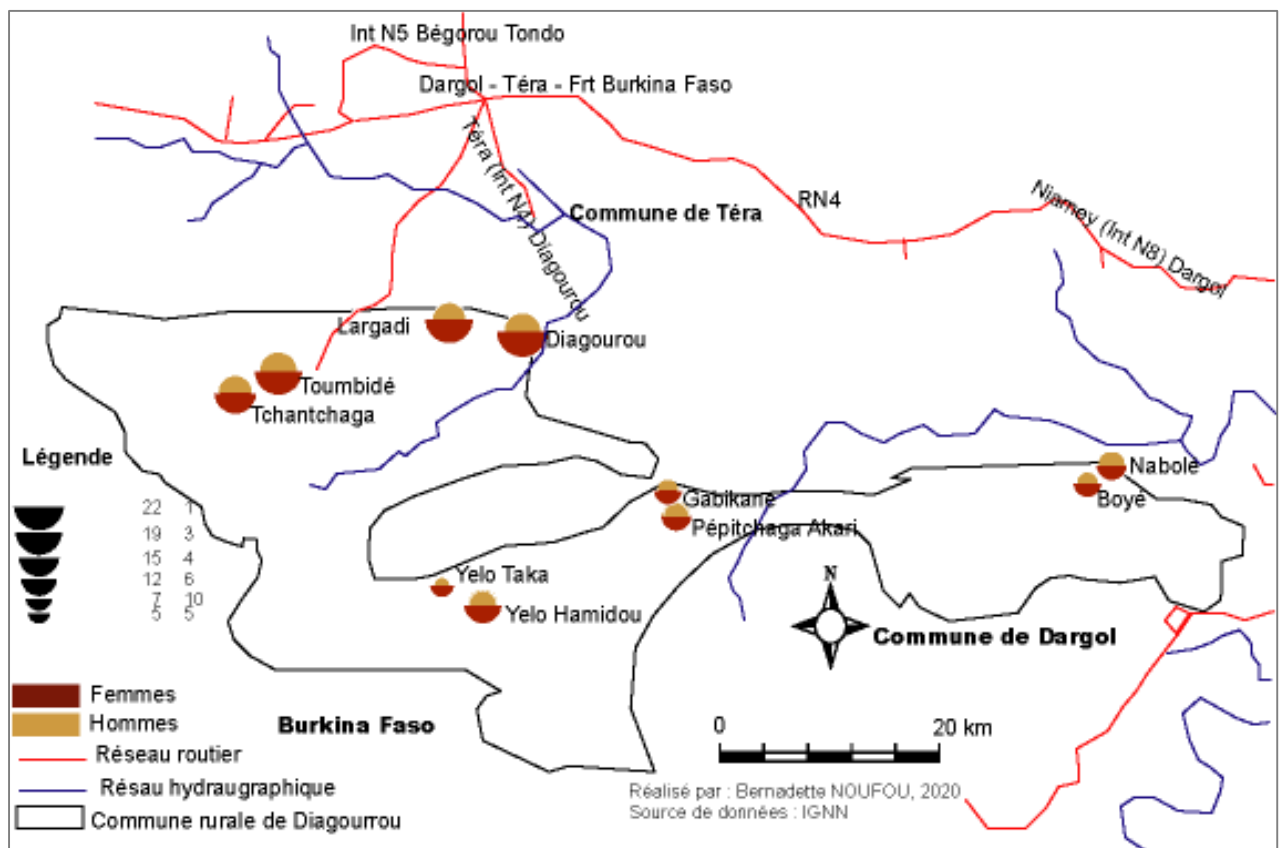 Int N5 Bégorou Tondo
Dargol - Téra - Frt Burkina Faso
Téra (Int N4) Diagourou
RN4
Commune de Téra
Niamey (Int N8) Dargol
Largadi
Diagourou
Toumbidé
Tchantchaga
Nabole
Boyé
Gabikane
Pépitchaga Akari
Yelo Taka
Yelo Hamidou
N
Commune de Dargol
Burkina Faso
0 20 km
Réalisé par : Bernadette NOUFOU, 2020
Source de données : IGNN
Légende
22 1
19 3
15 4
12 6
7 10
5 5
Femmes
Hommes
Réseau routier
Résau hydraugraphique
Commune rurale de Diagourrou